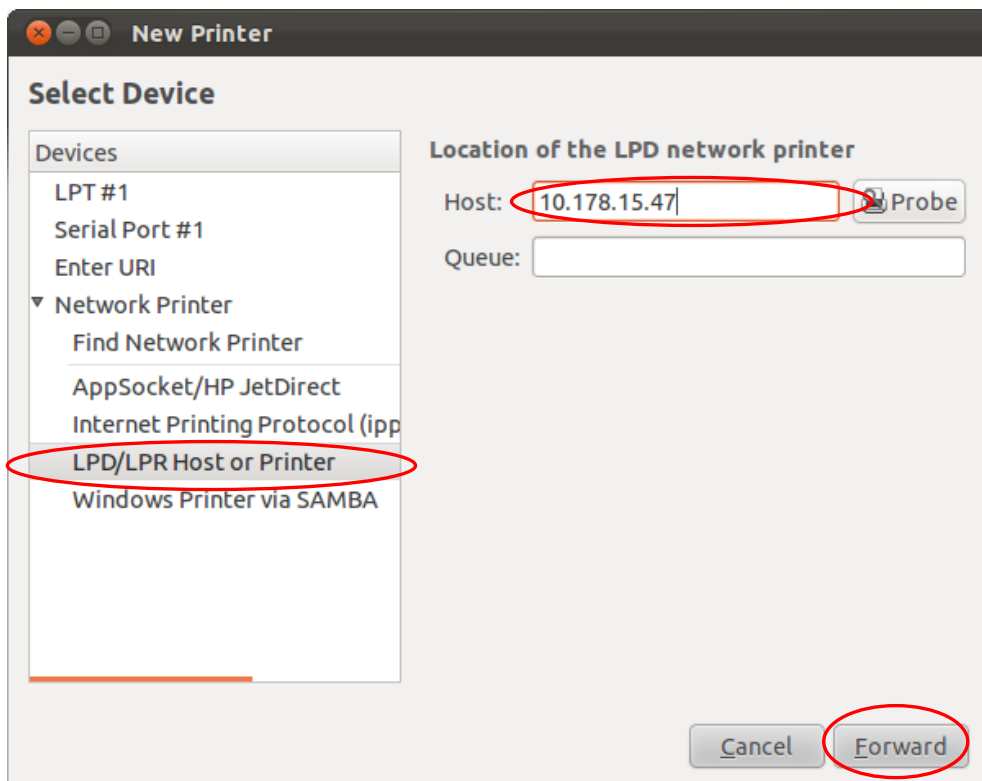 New Printer
Select Device
Devices
LPT #1
Serial Port #1
Enter URI
Network Printer
Find Network Printer
AppSocket/HP JetDirect
Internet Printing Protocol (ipp
LPD/LPR Host or Printer
Windows Printer via SAMBA
Location of the LPD network printer
Host: 10.178.15.47 Probe
Queue:
Cancel Forward